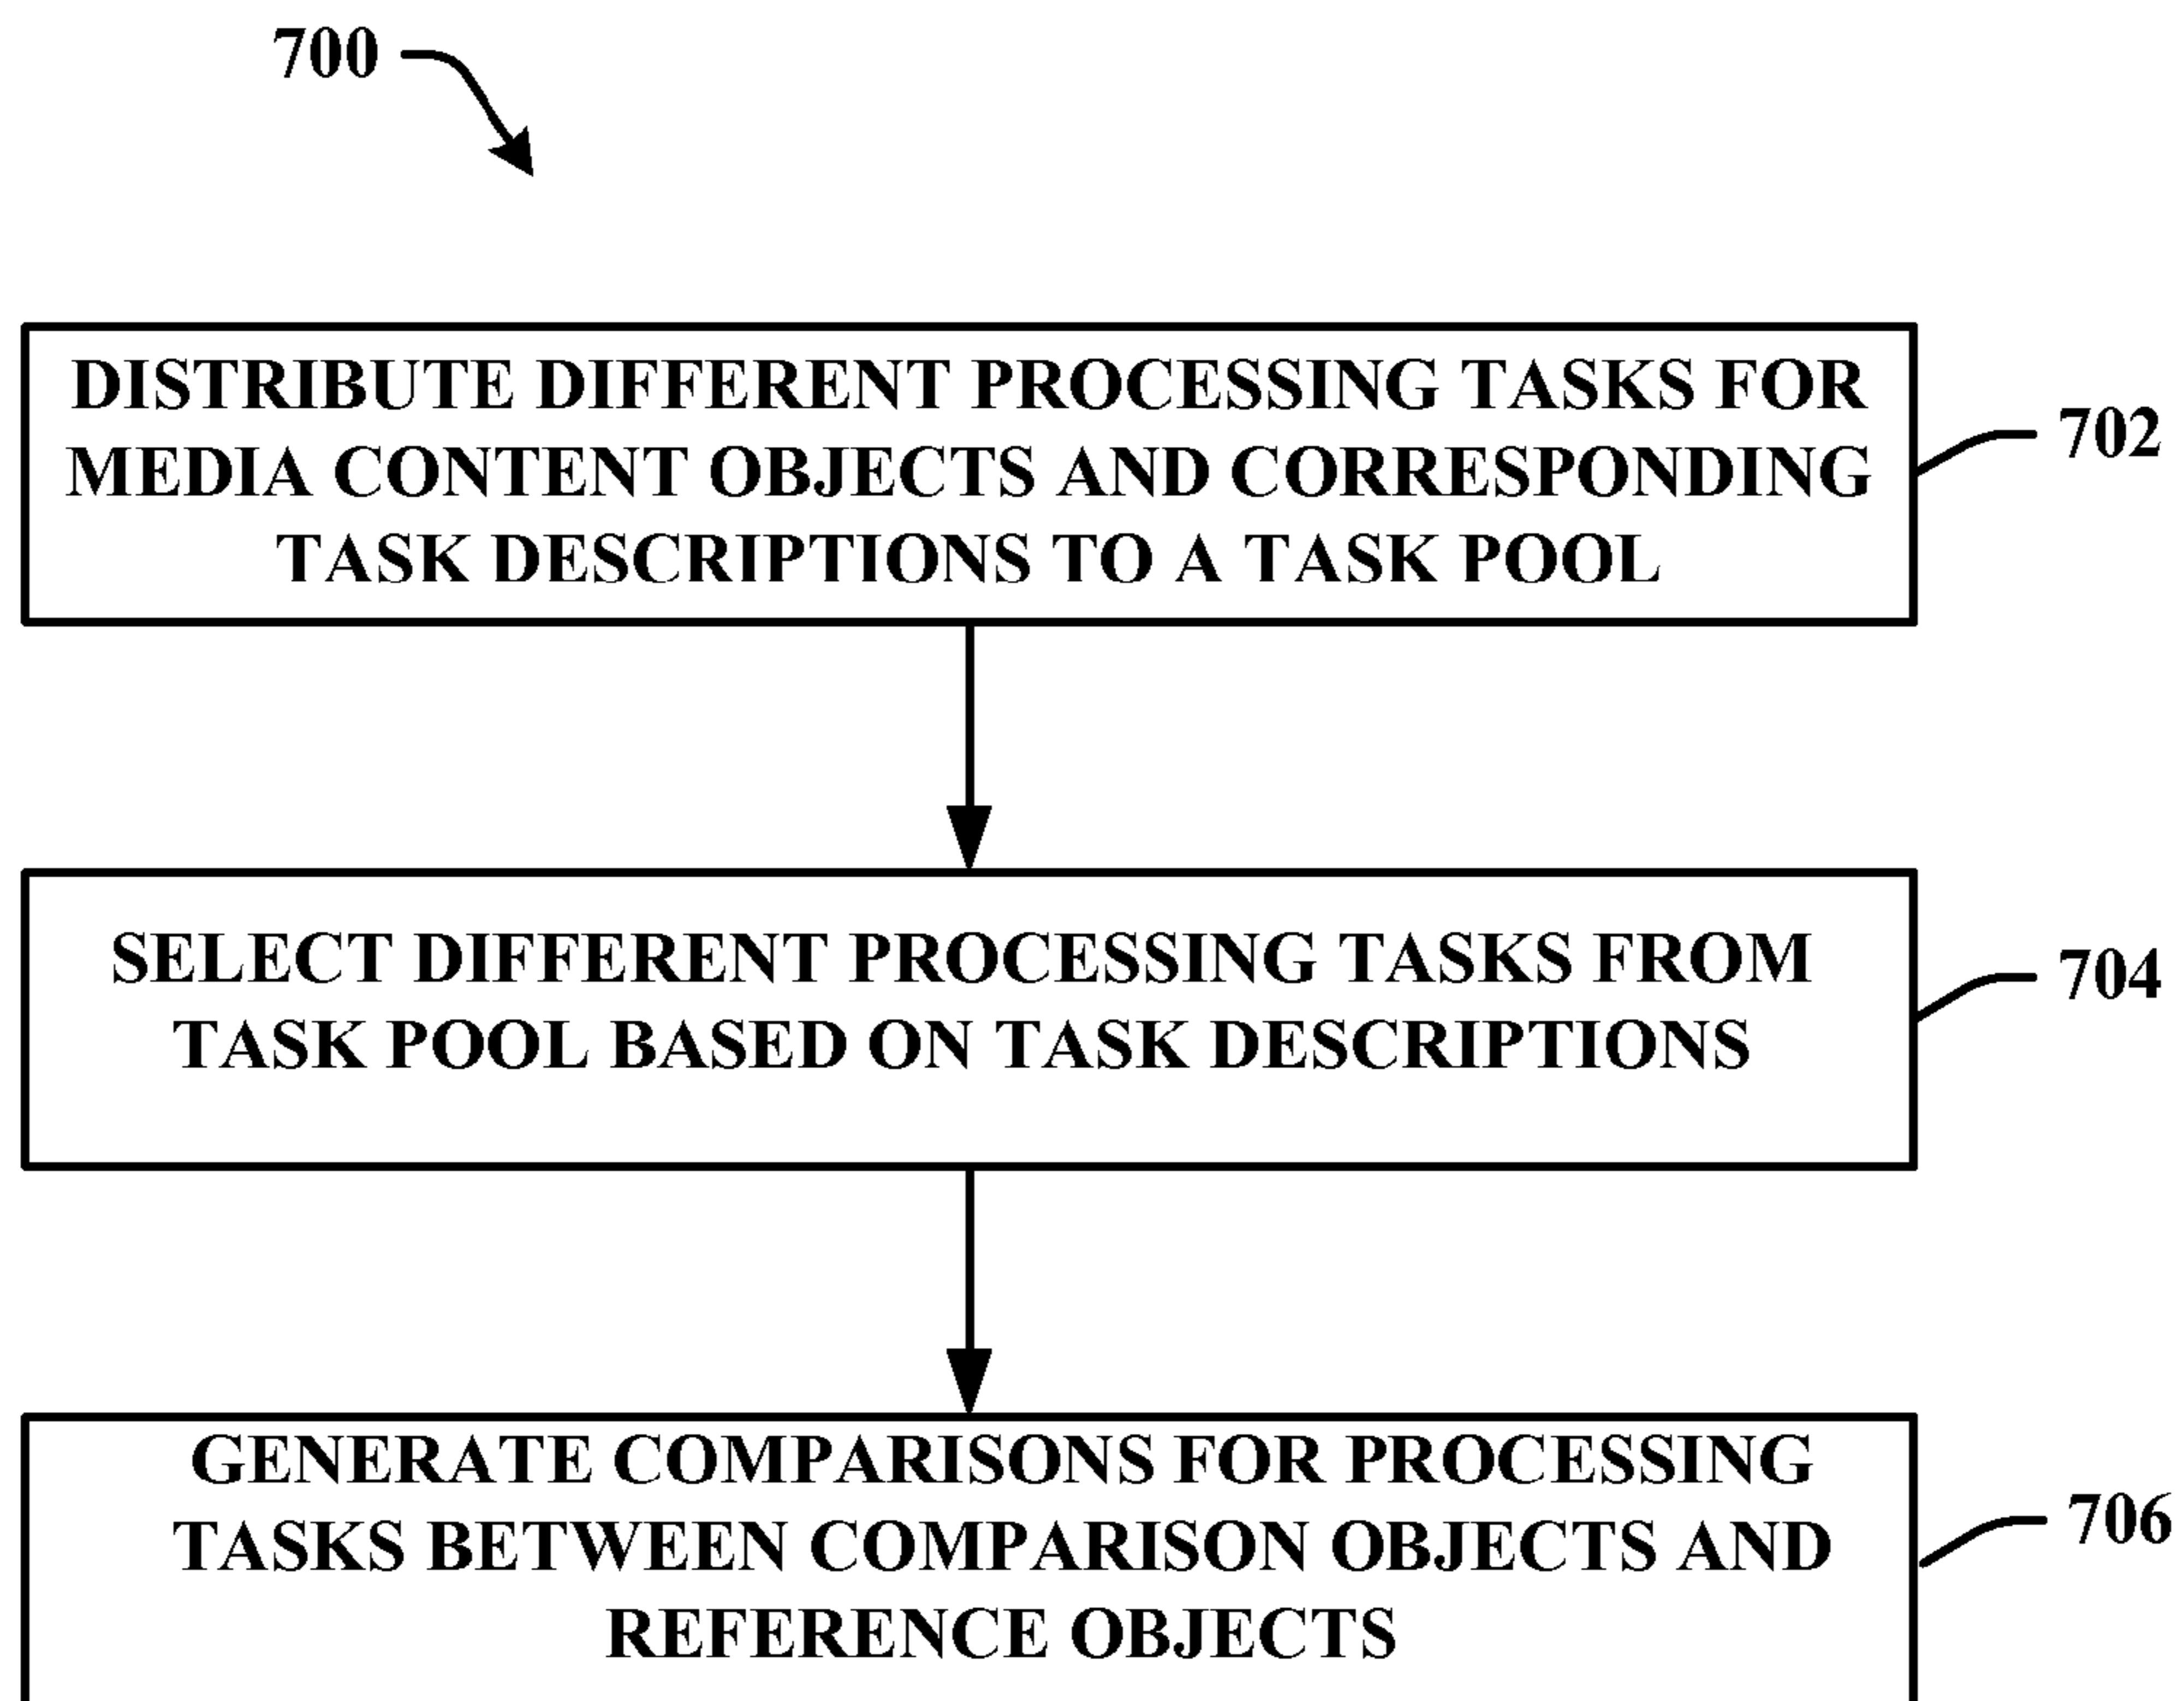 700
DISTRIBUTE DIFFERENT PROCESSING TASKS FOR
MEDIA CONTENT OBJECTS AND CORRESPONDING
TASK DESCRIPTIONS TO A TASK POOL
702
SELECT DIFFERENT PROCESSING TASKS FROM
TASK POOL BASED ON TASK DESCRIPTIONS
704
GENERATE COMPARISONS FOR PROCESSING
TASKS BETWEEN COMPARISON OBJECTS AND
REFERENCE OBJECTS
706